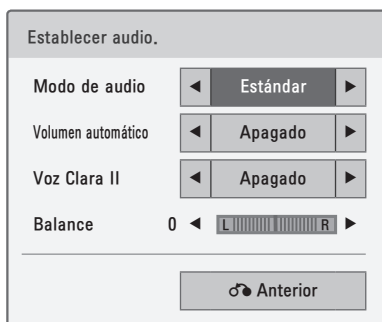 Establecer audio.
Modo de audio ◀ Estándar ▶
Volumen automático ◀ Apagado ▶
Voz Clara II ◀ Apagado ▶
Balance 0 ◀ L R ▶
Anterior